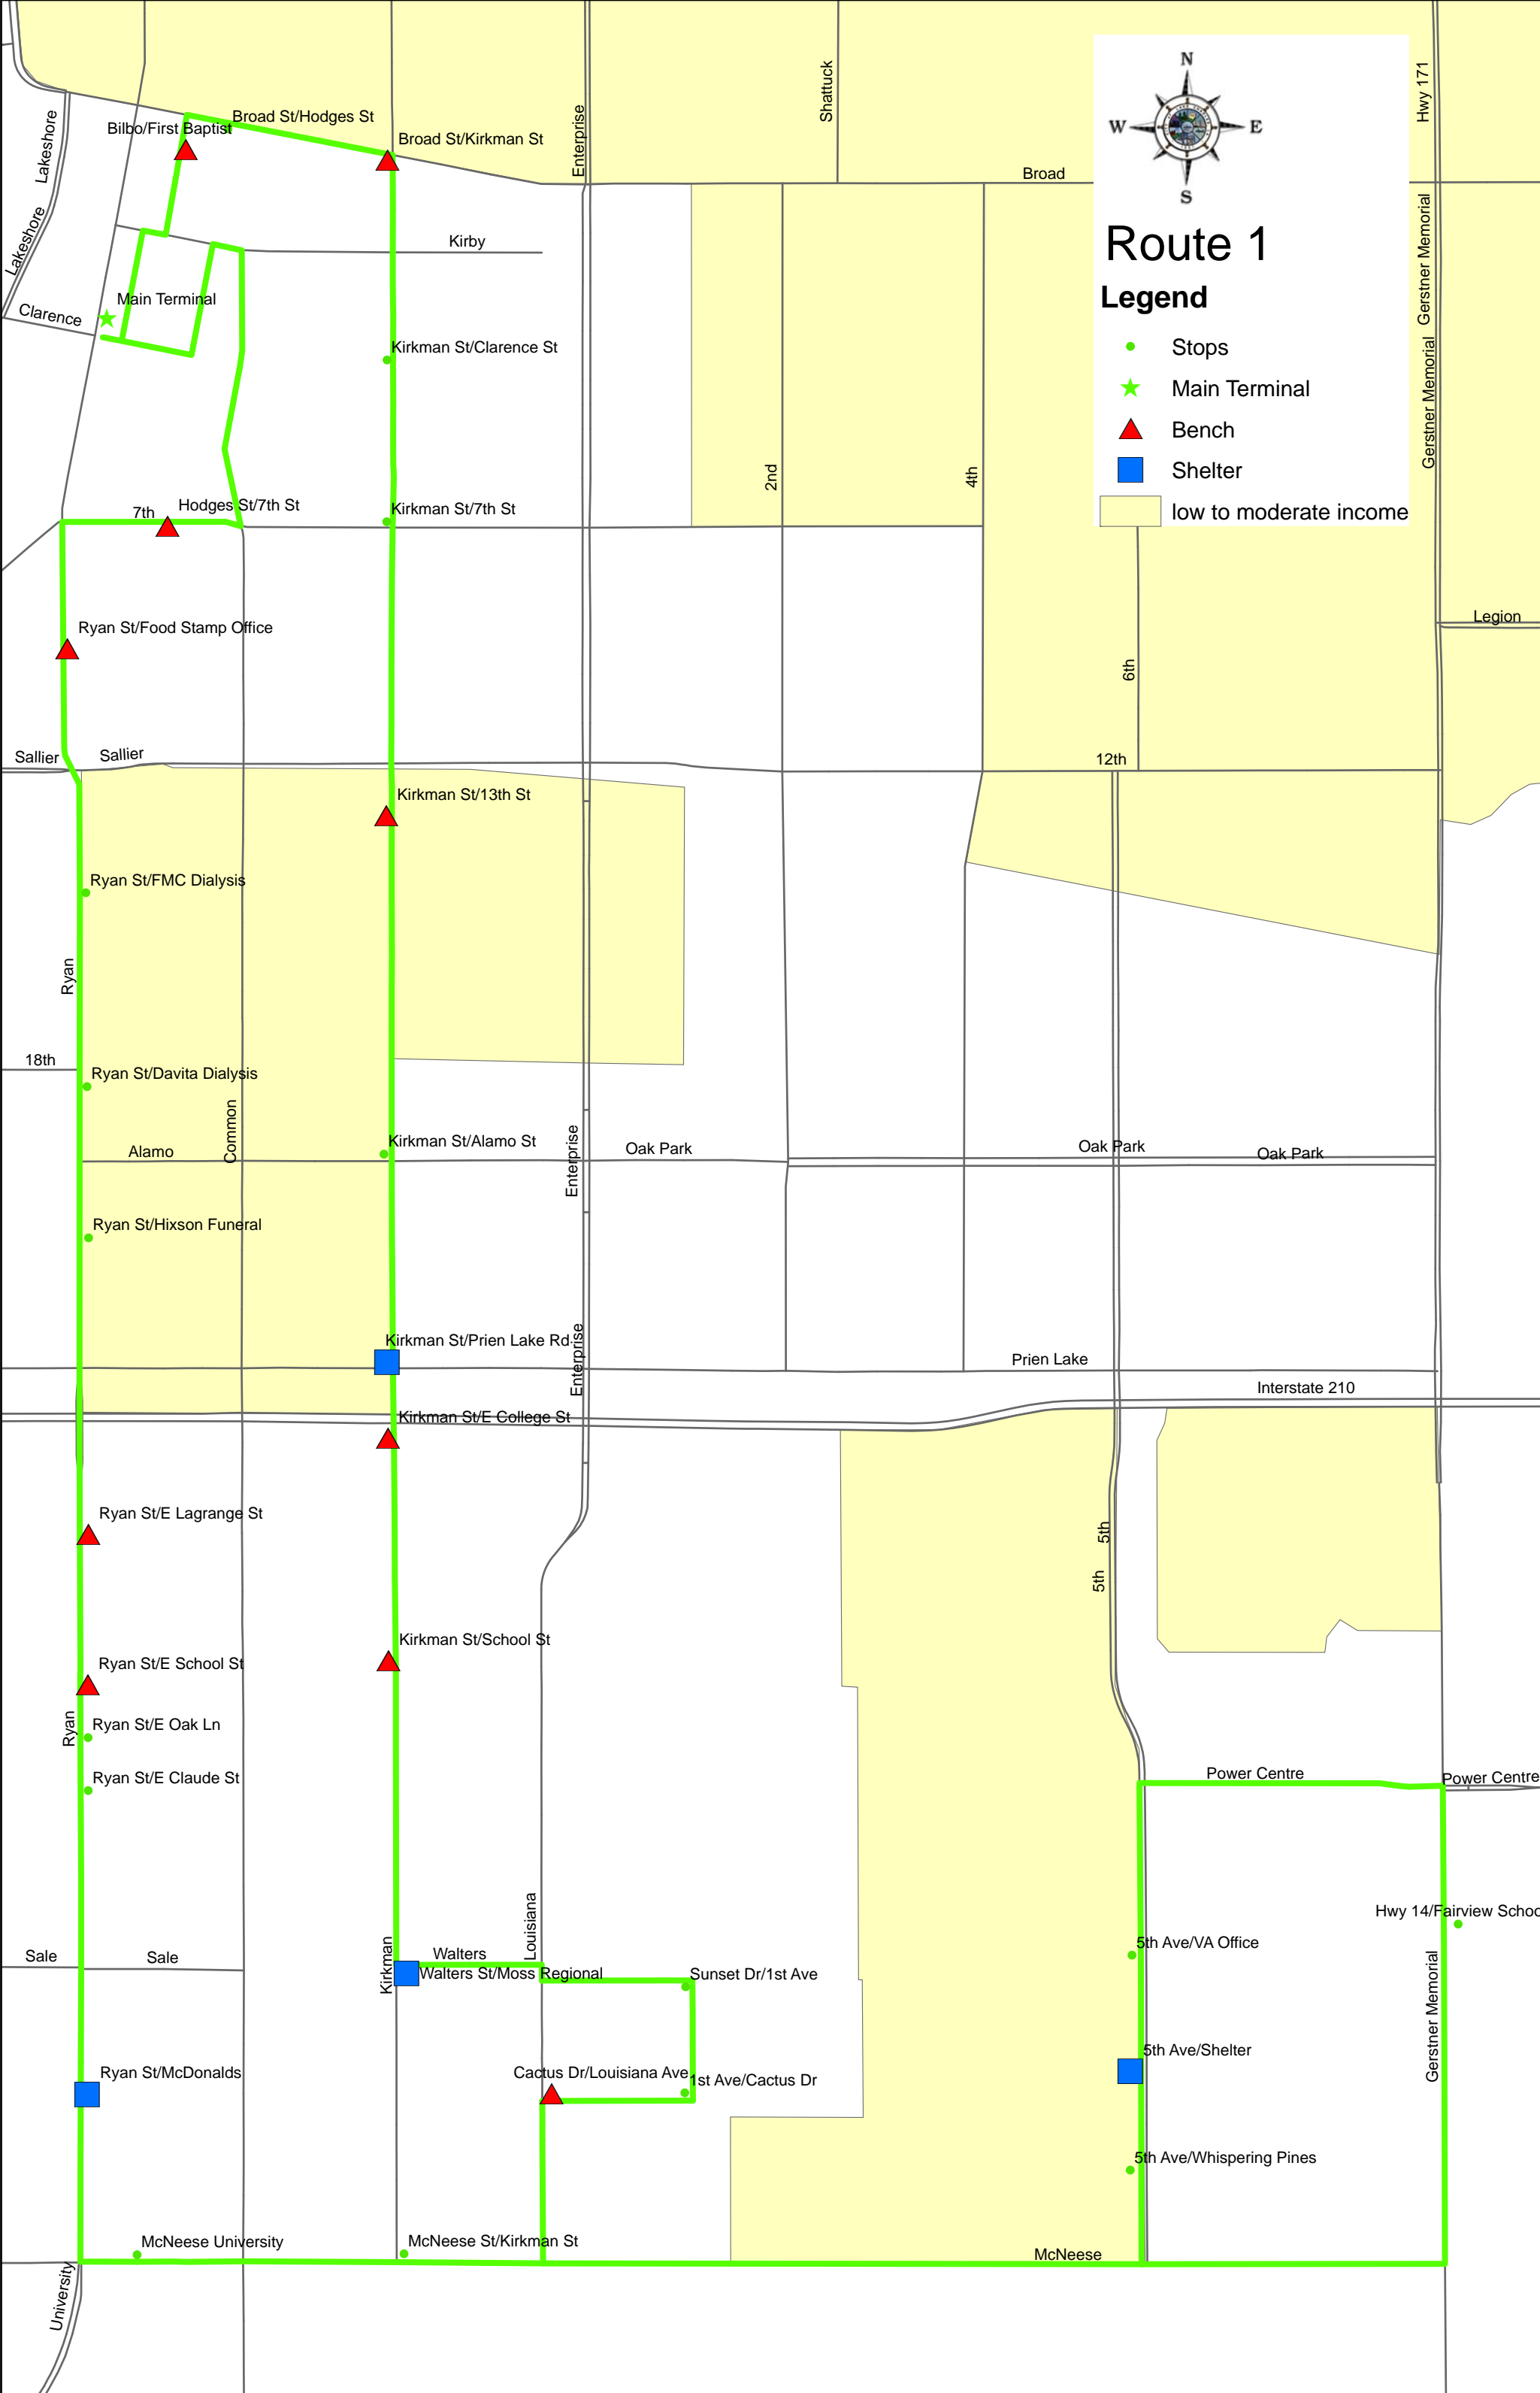 N
W
E
S
Route 1
Legend
Stops
Main Terminal
Bench
Shelter
low to moderate income
Lakeshore
Bilbo/First Baptist
Broad St/Hodges St
Broad St/Kirkman St
Enterprise
Shattuck
Hwy 171
Broad
Lakeshore
Kirby
Gerstner Memorial
Clarence
Main Terminal
Kirkman St/Clarence St
Gerstner Memorial
2nd
4th
7th
Hodges St/7th St
Kirkman St/7th St
Ryan St/Food Stamp Office
Legion
6th
Sallier
Sallier
12th
Kirkman St/13th St
Ryan St/FMC Dialysis
Ryan
18th
Ryan St/Davita Dialysis
Common
Alamo
Kirkman St/Alamo St
Enterprise
Oak Park
Oak Park
Oak Park
Ryan St/Hixson Funeral
Kirkman St/Prien Lake Rd
Enterprise
Prien Lake
Interstate 210
Kirkman St/E College St
Ryan St/E Lagrange St
5th
5th
Kirkman St/School St
Ryan St/E School St
Ryan
Ryan St/E Oak Ln
Ryan St/E Claude St
Power Centre
Power Centre
Hwy 14/Fairview Schoo
Louisiana
5th Ave/VA Office
Sale
Sale
Kirkman
Walters
Walters St/Moss Regional
Sunset Dr/1st Ave
Gerstner Memorial
5th Ave/Shelter
Ryan St/McDonalds
Cactus Dr/Louisiana Ave
1st Ave/Cactus Dr
5th Ave/Whispering Pines
McNeese University
McNeese St/Kirkman St
McNeese
University